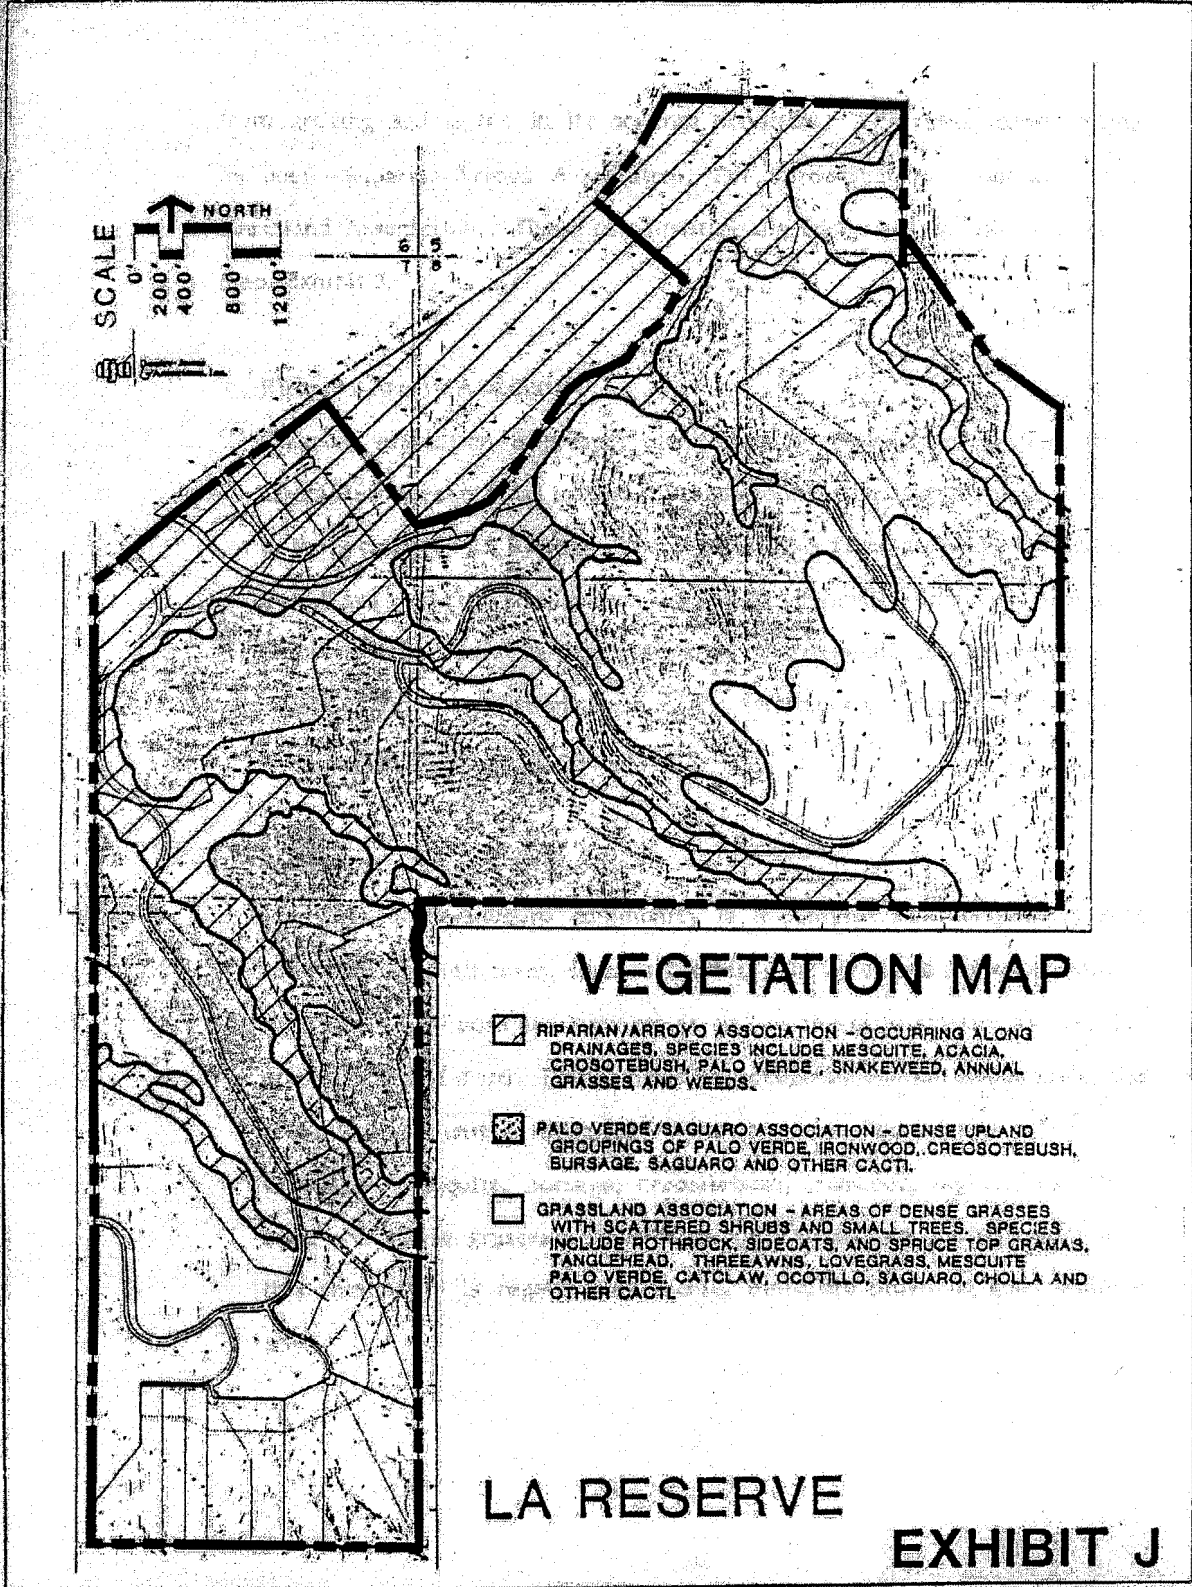 NORTH
SCALE
0'
200'
400'
800'
1200'
6 5
7 8
VEGETATION MAP
RIPARIAN/ARROYO ASSOCIATION - OCCURRING ALONG
DRAINAGES, SPECIES INCLUDE MESQUITE, ACACIA,
CROSOTEBUSH, PALO VERDE , SNAKEWEED, ANNUAL
GRASSES, AND WEEDS.
PALO VERDE/SAGUARO ASSOCIATION - DENSE UPLAND
GROUPINGS OF PALO VERDE, IRONWOOD, CREOSOTEBUSH,
BURSAGE, SAGUARO AND OTHER CACTI.
GRASSLAND ASSOCIATION - AREAS OF DENSE GRASSES
WITH SCATTERED SHRUBS AND SMALL TREES. SPECIES
INCLUDE ROTHROCK, SIDEOATS, AND SPRUCE TOP GRAMAS,
TANGLEHEAD, THREEAWNS, LOVEGRASS, MESQUITE
PALO VERDE, CATCLAW, OCOTILLO, SAGUARO, CHOLLA AND
OTHER CACTI.
LA RESERVE
EXHIBIT J